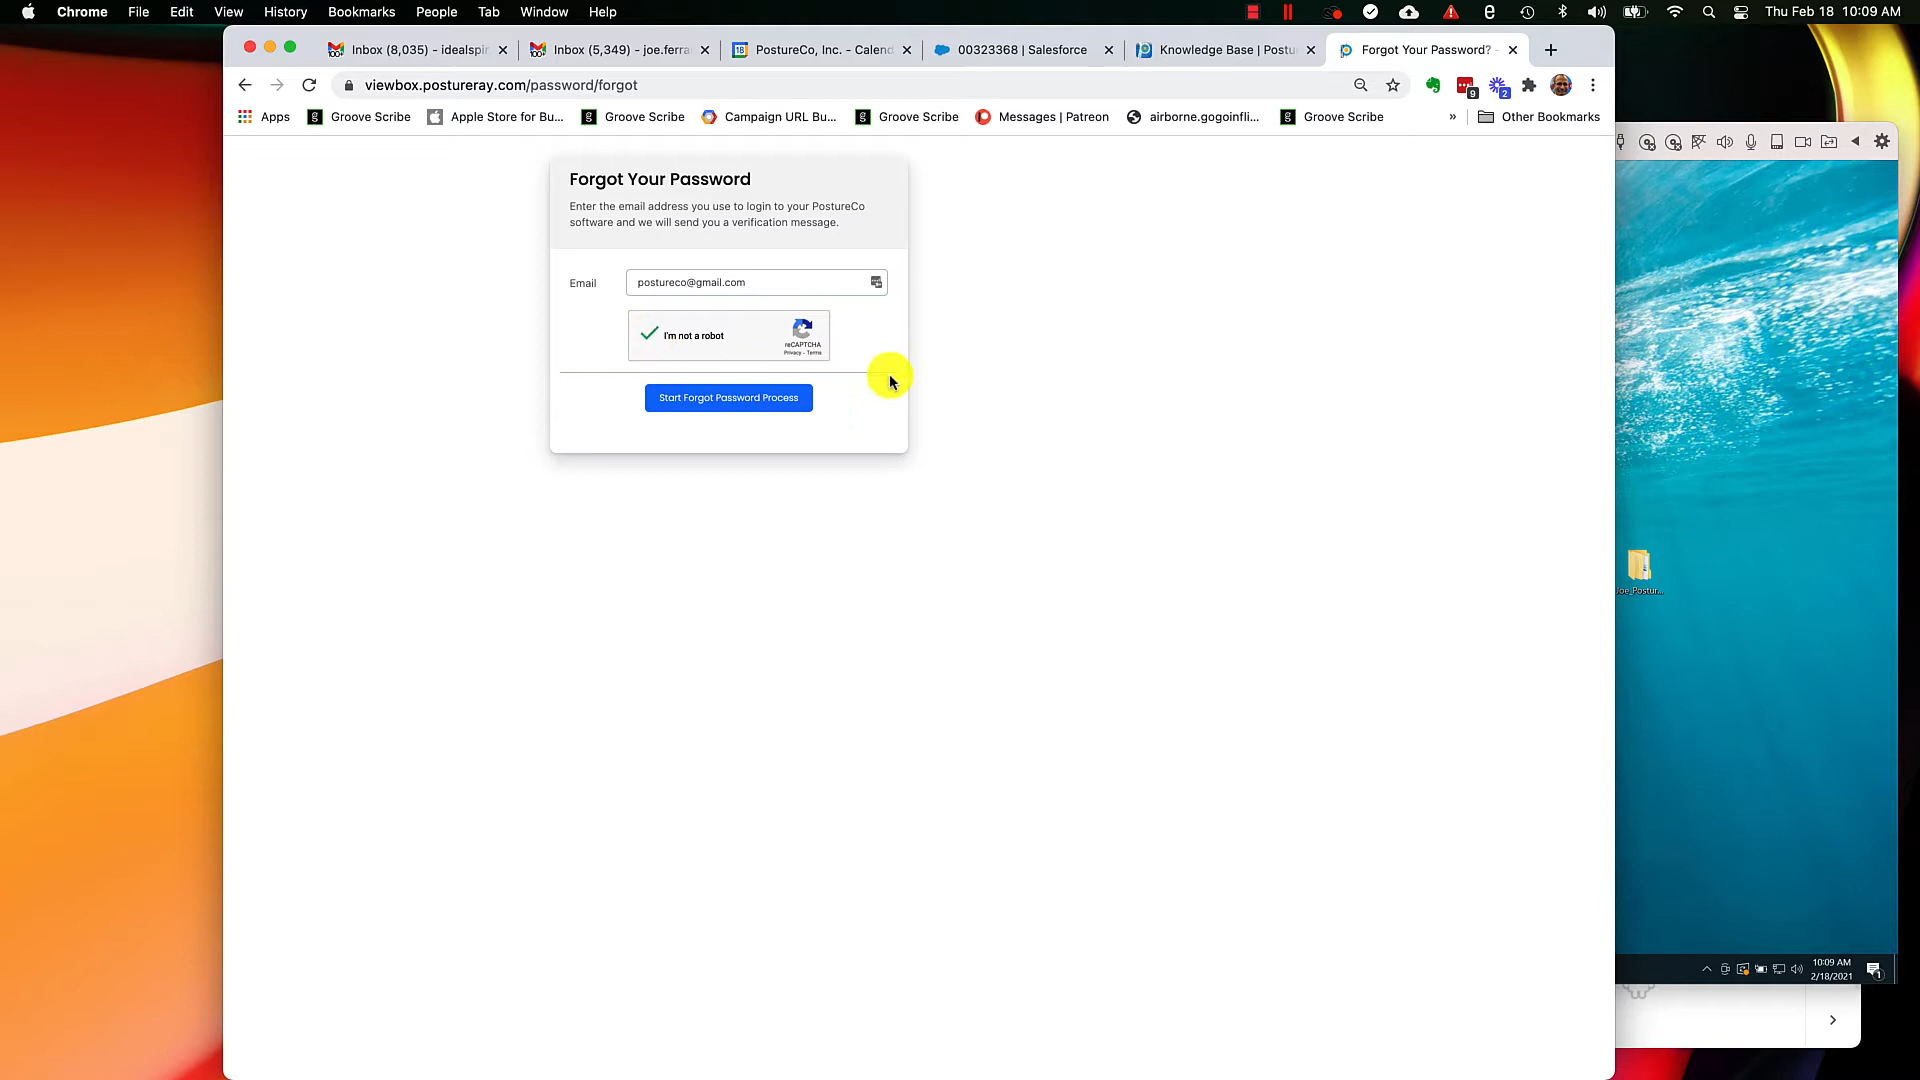 Chrome File Edit View History Bookmarks People Tab Window Help Thu Feb 18 10:09 AM
Inbox (8,035) - idealspi Inbox (5,349) - joe.ferra PostureCo, Inc. - Calend 00323368 | Salesforce Knowledge Base | Postu Forgot Your Password? -
viewbox.postureray.com/password/forgot 9 2
Apps Groove Scribe Apple Store for Bu... Groove Scribe Campaign URL Bu... Groove Scribe Messages | Patreon airborne.gogoinfli... Groove Scribe » Other Bookmarks
Forgot Your Password
Enter the email address you use to login to your PostureCo
software and we will send you a verification message.
Email postureco@gmail.com
I'm not a robot
reCAPTCHA
Privacy - Terms
Start Forgot Password Process
Joe_Postur...
10:09 AM
2/18/2021
1